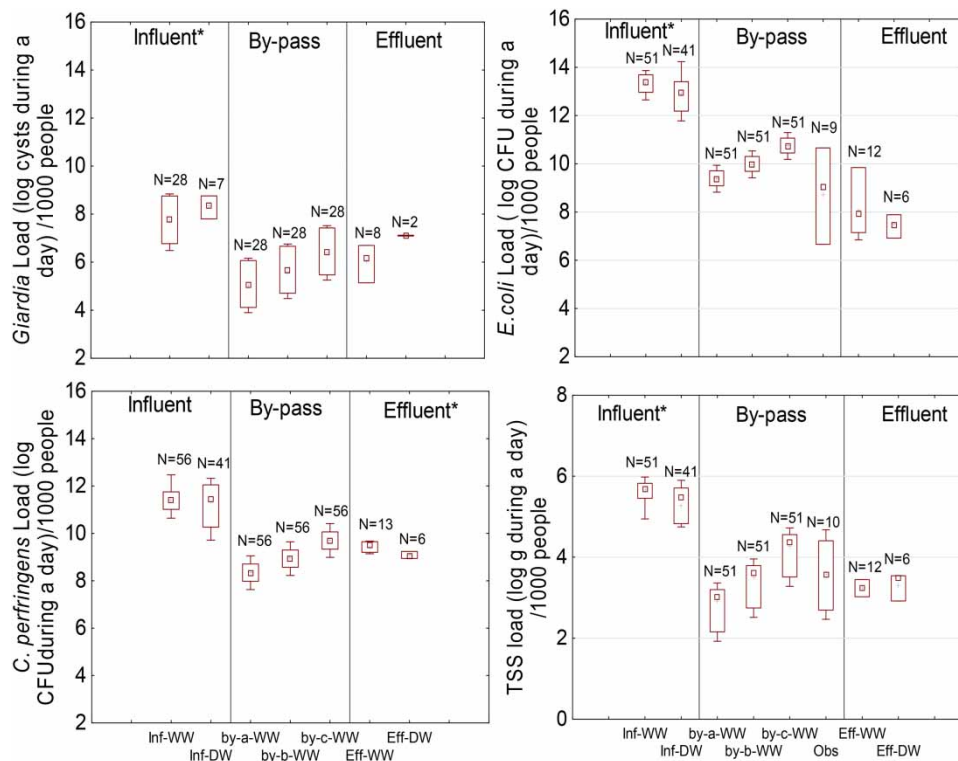 Giardia Load (log cysts during a
day) /1000 people
16
14
12
10
8
6
4
2
Influent*
By-pass
Effluent
N=28
N=7
N=28
N=28
N=28
N=8
N=2
E.coli Load ( log CFU during a
day)/1000 people
16
14
12
10
8
6
4
2
Influent*
By-pass
Effluent
N=51
N=41
N=51
N=51
N=51
N=9
N=12
N=6
C. perfringens Load (log
CFUduring a day)/1000 people
16
14
12
10
8
6
4
2
Influent
By-pass
Effluent*
N=56
N=41
N=56
N=56
N=56
N=13
N=6
Inf-WW
Inf-DW
by-a-WW
by-b-WW
by-c-WW
Eff-WW
Eff-DW
TSS load (log g during a day)
/1000 people
8
6
4
2
0
Influent*
By-pass
Effluent
N=51
N=41
N=51
N=51
N=51
N=10
N=12
N=6
Inf-WW
Inf-DW
by-a-WW
by-b-WW
by-c-WW
Obs
Eff-WW
Eff-DW